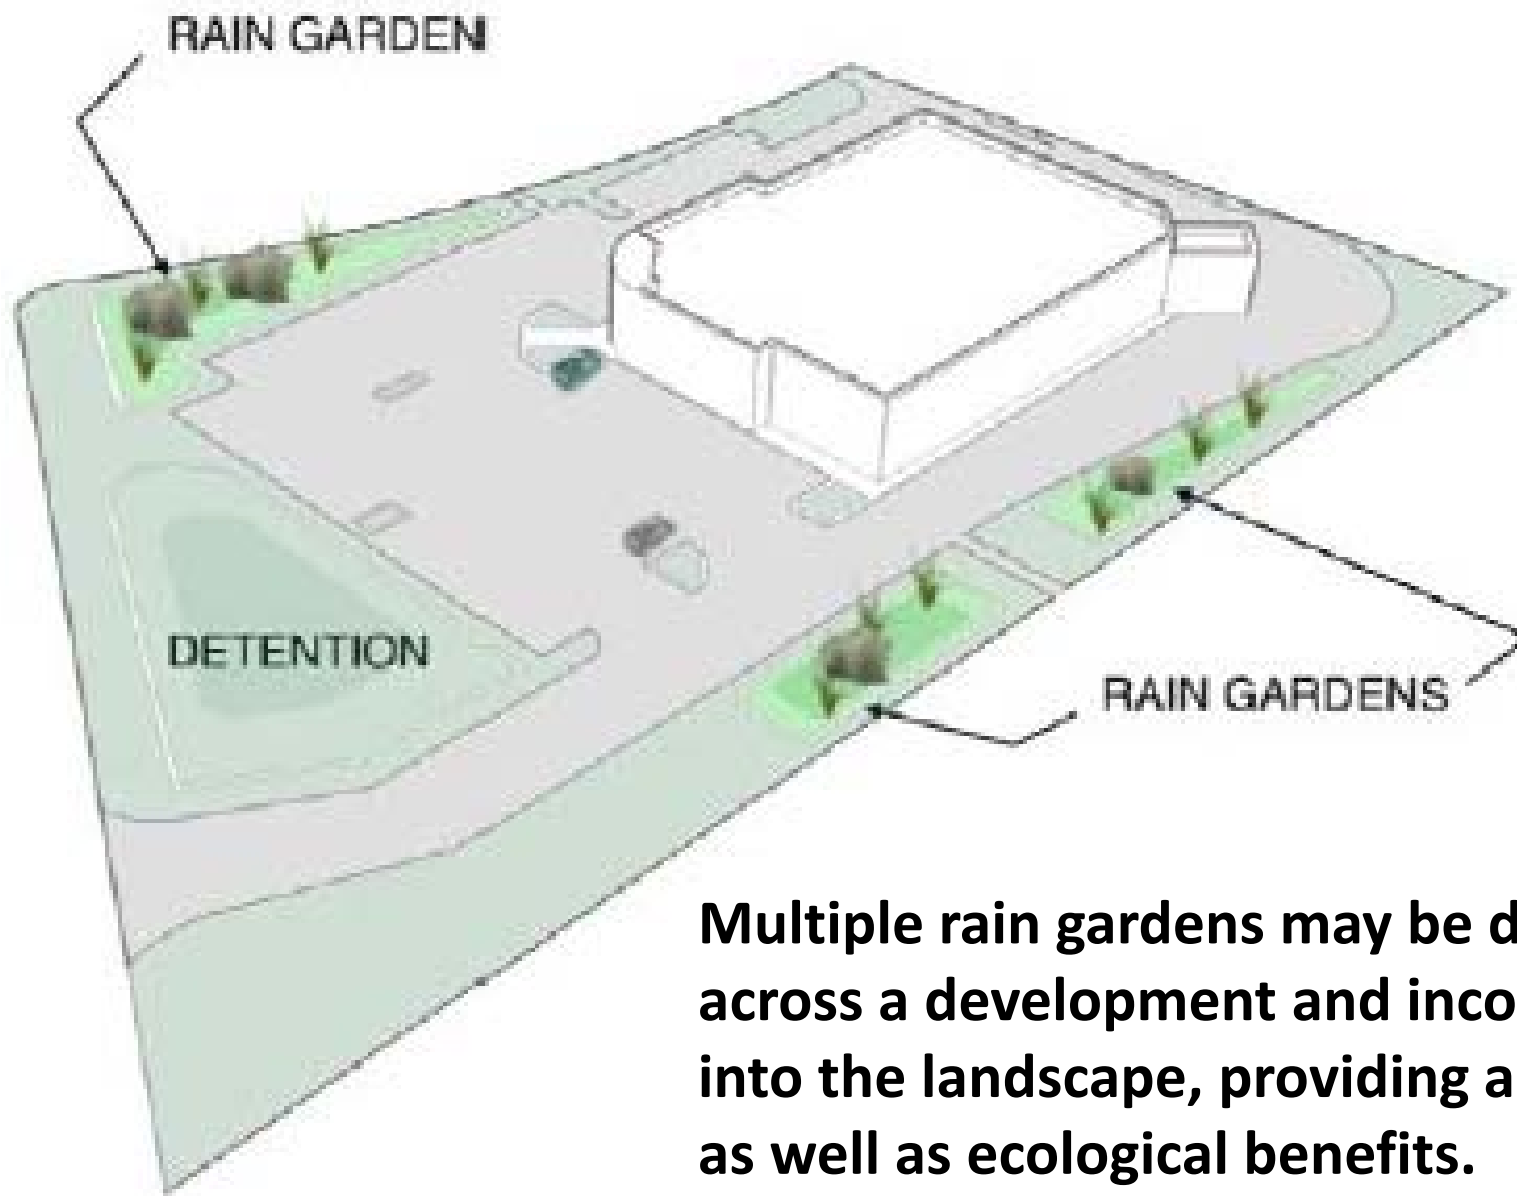 RAIN GARDEN
DETENTION
RAIN GARDENS
Multiple rain gardens may be d
across a development and inco
into the landscape, providing a
as well as ecological benefits.